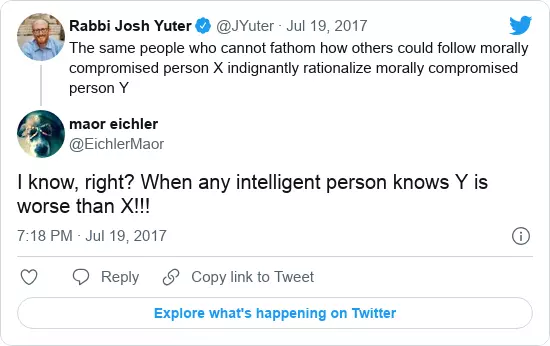 Rabbi Josh Yuter @JYuter · Jul 19, 2017
The same people who cannot fathom how others could follow morally
compromised person X indignantly rationalize morally compromised
person Y
maor eichler
@EichlerMaor
I know, right? When any intelligent person knows Y is
worse than X!!!
7:18 PM · Jul 19, 2017
Reply Copy link to Tweet
Explore what's happening on Twitter